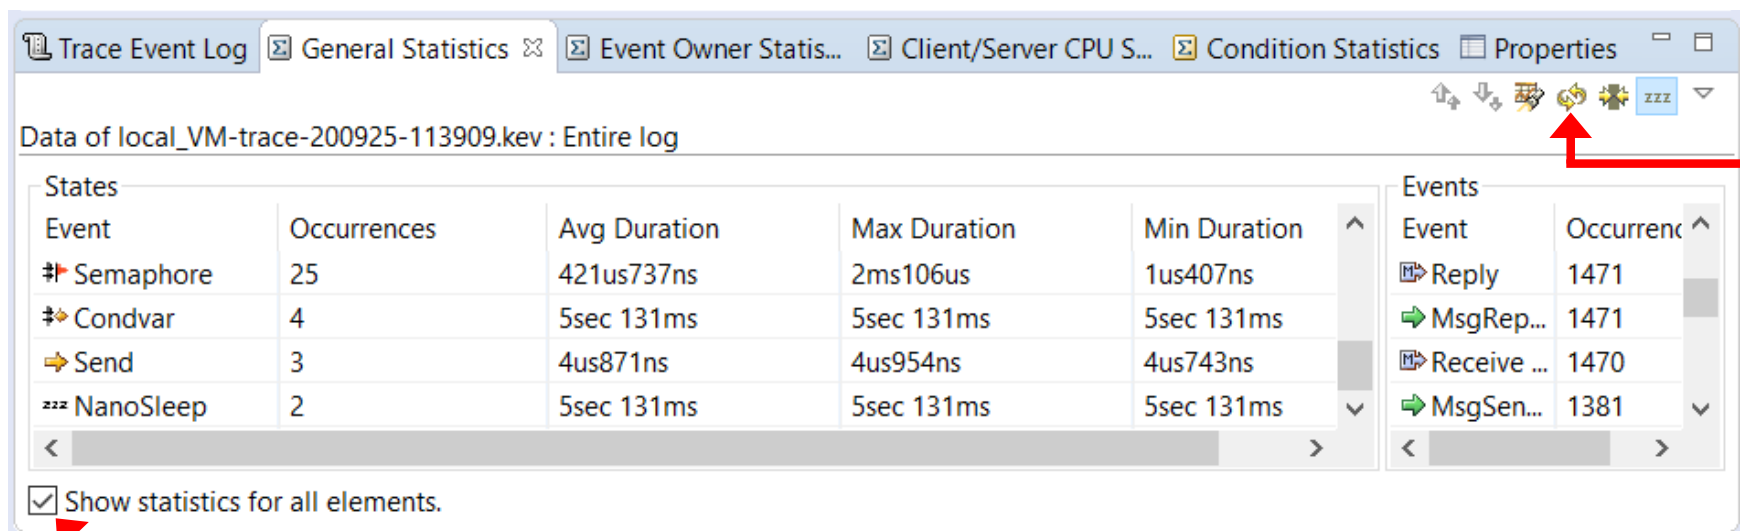 Trace Event Log General Statistics Event Owner Statis... Client/Server CPU S... Condition Statistics Properties
zzz
Data of local_VM-trace-200925-113909.kev : Entire log
States Events
Event Occurrences Avg Duration Max Duration Min Duration Event Occurrenc
Semaphore 25 421us737ns 2ms106us 1us407ns Reply 1471
Condvar 4 5sec 131ms 5sec 131ms 5sec 131ms MsgRep... 1471
Send 3 4us871ns 4us954ns 4us743ns Receive ... 1470
zzz NanoSleep 2 5sec 131ms 5sec 131ms 5sec 131ms MsgSen... 1381
Show statistics for all elements.